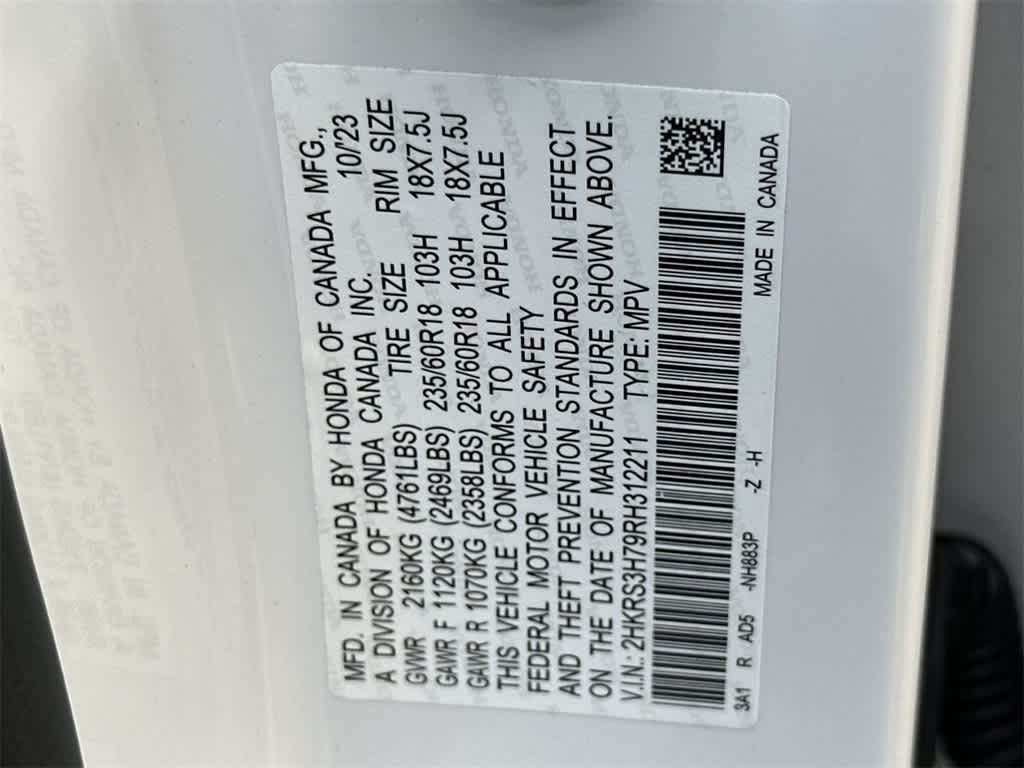 MFD. IN CANADA BY HONDA OF CANADA MFG.,
A DIVISION OF HONDA CANADA INC. 10/'23
GVWR 2160KG (4761LBS) TIRE SIZE RIM SIZE
GAWR F 1120KG (2469LBS) 235/60R18 103H 18X7.5J
GAWR R 1070KG (2358LBS) 235/60R18 103H 18X7.5J
THIS VEHICLE CONFORMS TO ALL APPLICABLE
FEDERAL MOTOR VEHICLE SAFETY
AND THEFT PREVENTION STANDARDS IN EFFECT
ON THE DATE OF MANUFACTURE SHOWN ABOVE.
V.I.N.: 2HKRS3H79RH312211 TYPE: MPV
3A1 R AD5 -NH883P -Z -H
MADE IN CANADA